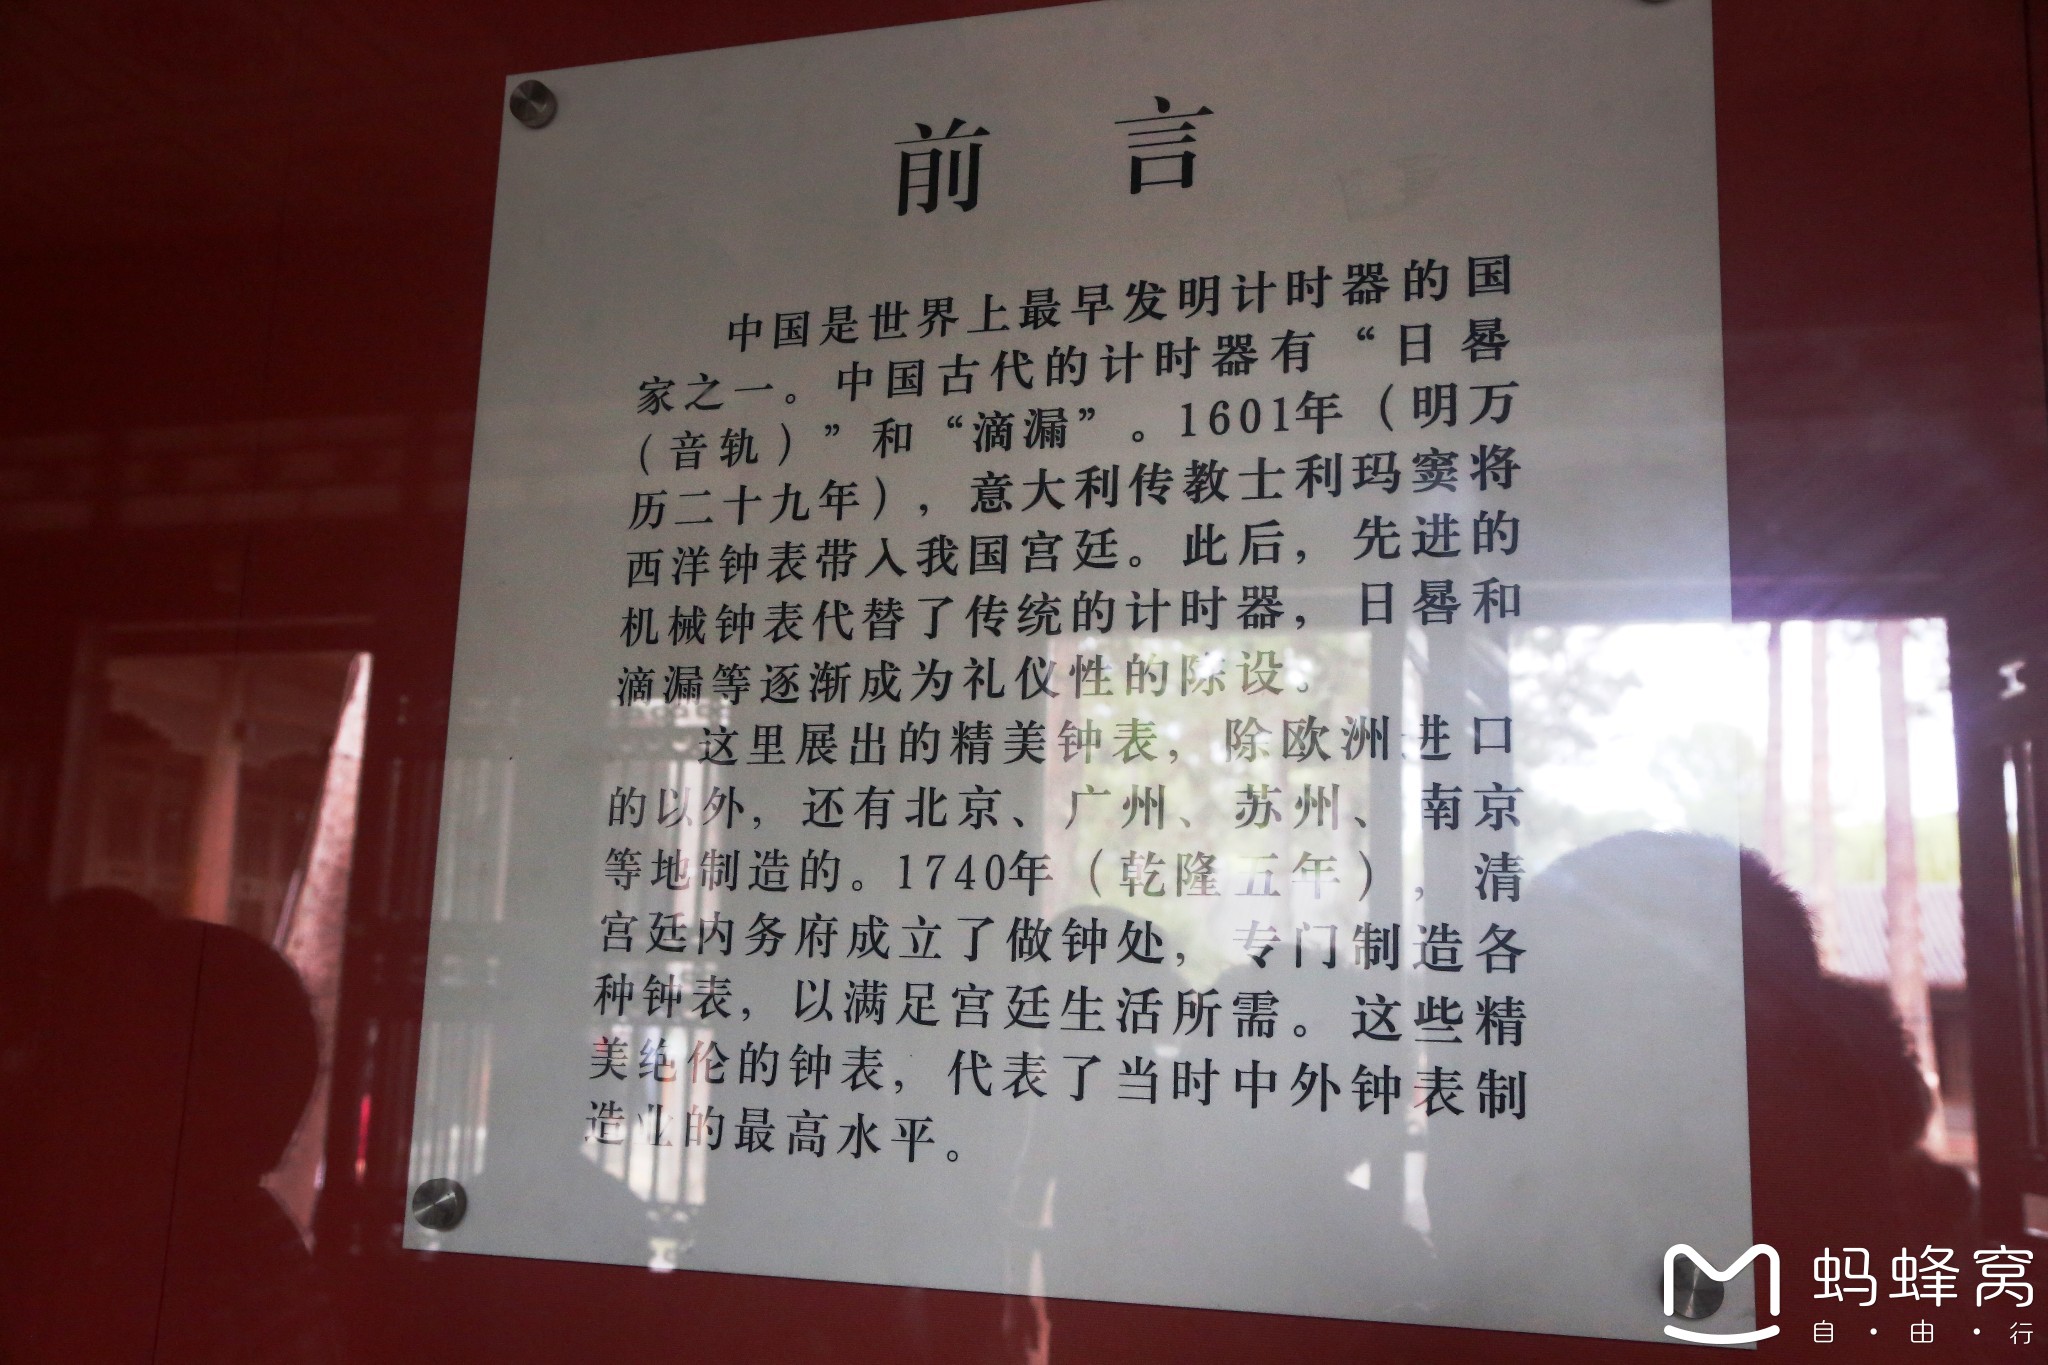 前 言
中国是世界上最早发明计时器的国
家之一。中国古代的计时器有“日晷
（音轨）”和“滴漏”。1601年（明万
历二十九年），意大利传教士利玛窦将
西洋钟表带入我国宫廷。此后，先进的
机械钟表代替了传统的计时器，日晷和
滴漏等逐渐成为礼仪性的陈设。
这里展出的精美钟表，除欧洲进口
的以外，还有北京、广州、苏州、南京
等地制造的。1740年（乾隆五年），清
宫廷内务府成立了做钟处，专门制造各
种钟表，以满足宫廷生活所需。这些精
美绝伦的钟表，代表了当时中外钟表制
造业的最高水平。
蚂蜂窝
自·由·行